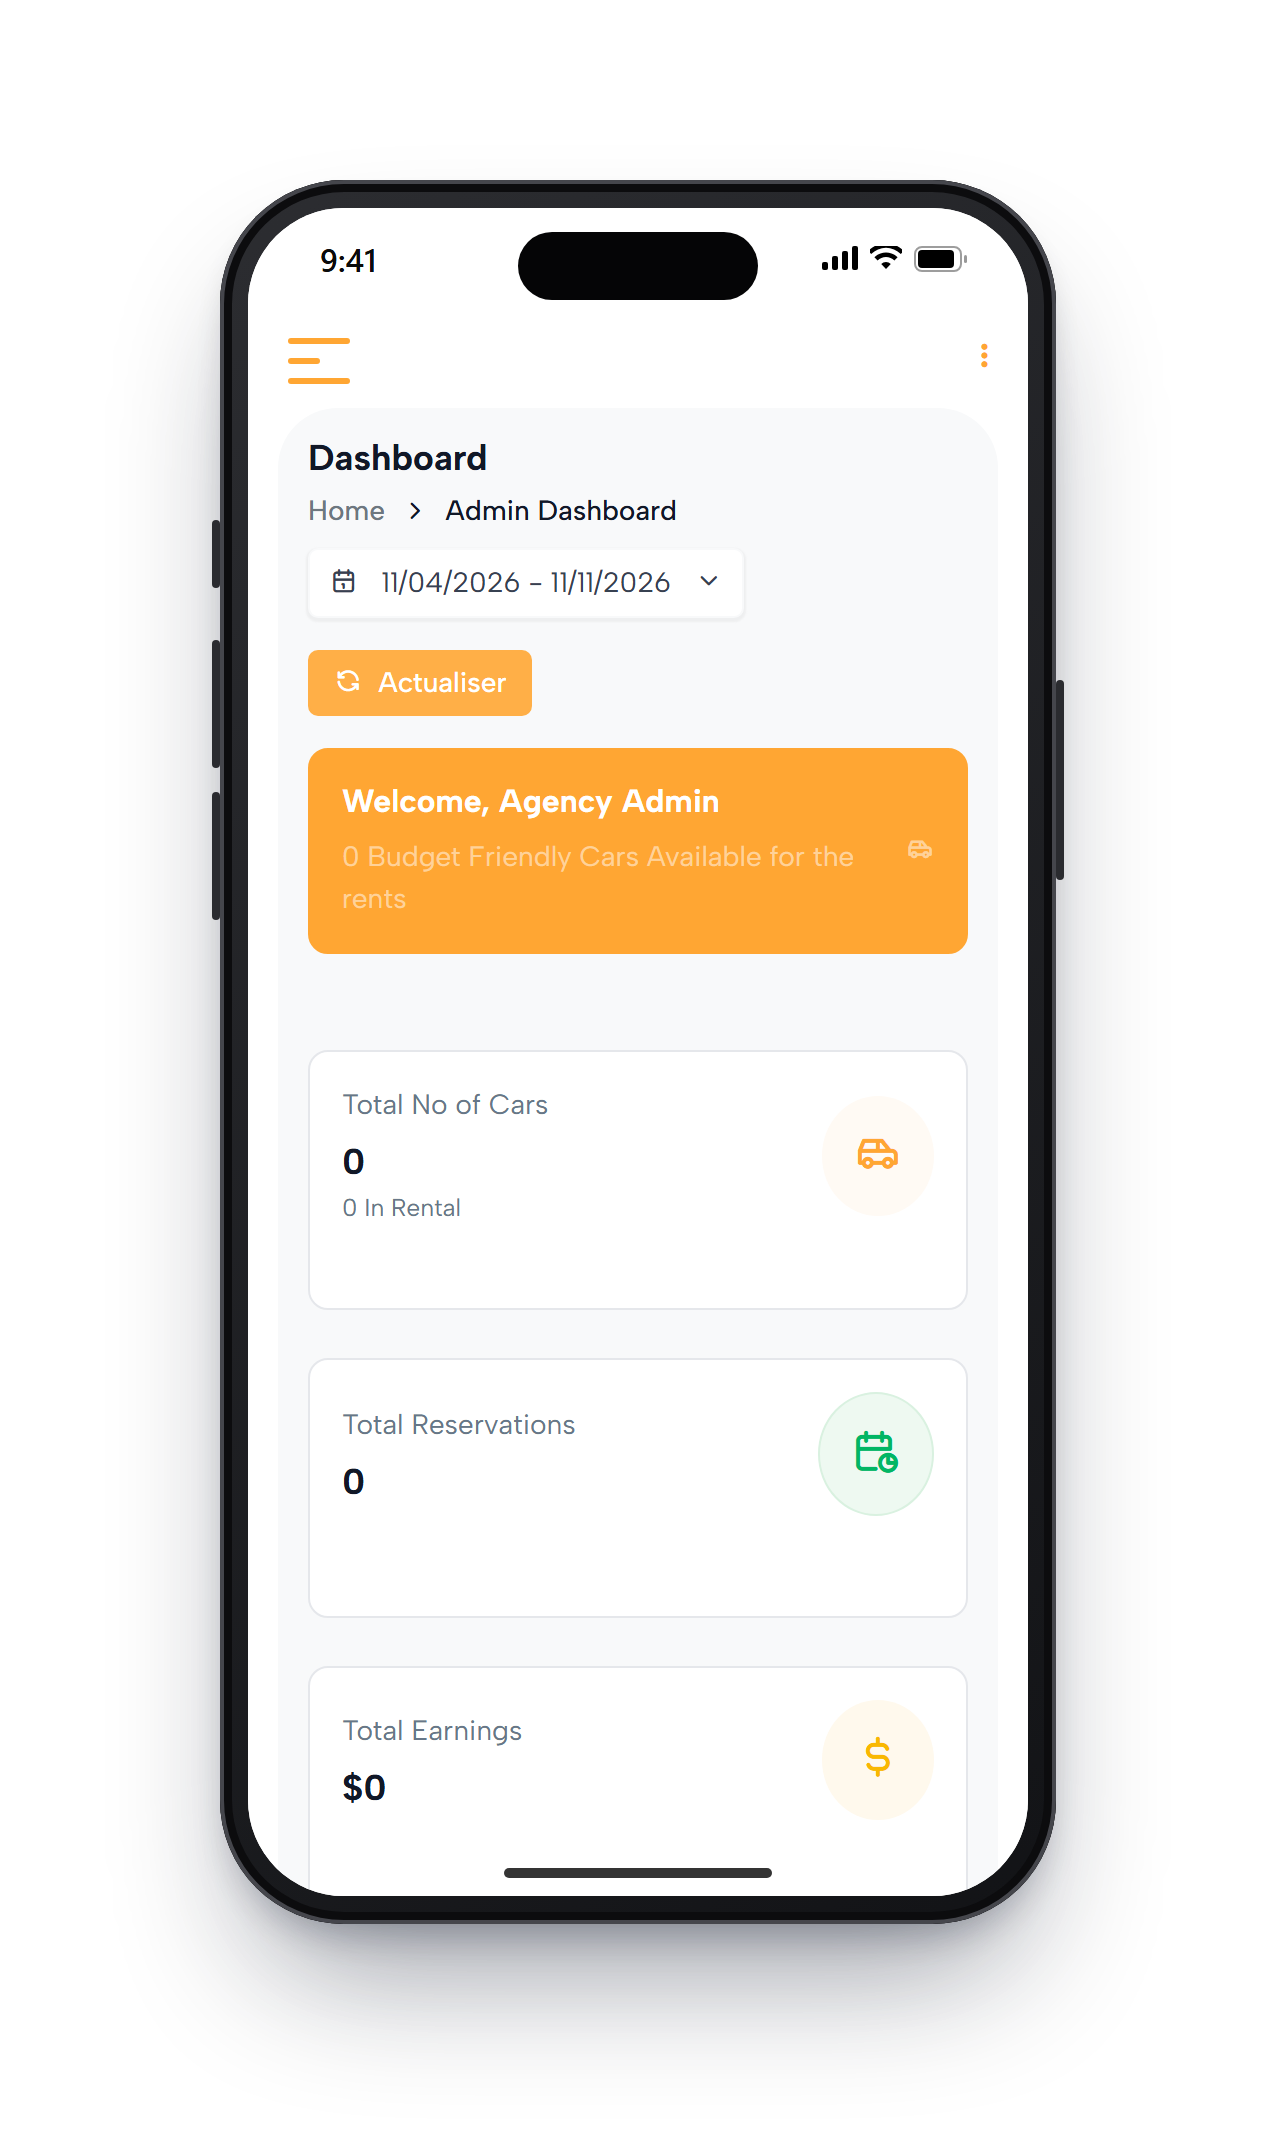 9:41
Dashboard
Home > Admin Dashboard
11/04/2026 - 11/11/2026
Actualiser
Welcome, Agency Admin
0 Budget Friendly Cars Available for the
rents
Total No of Cars
0
0 In Rental
Total Reservations
0
Total Earnings
$0